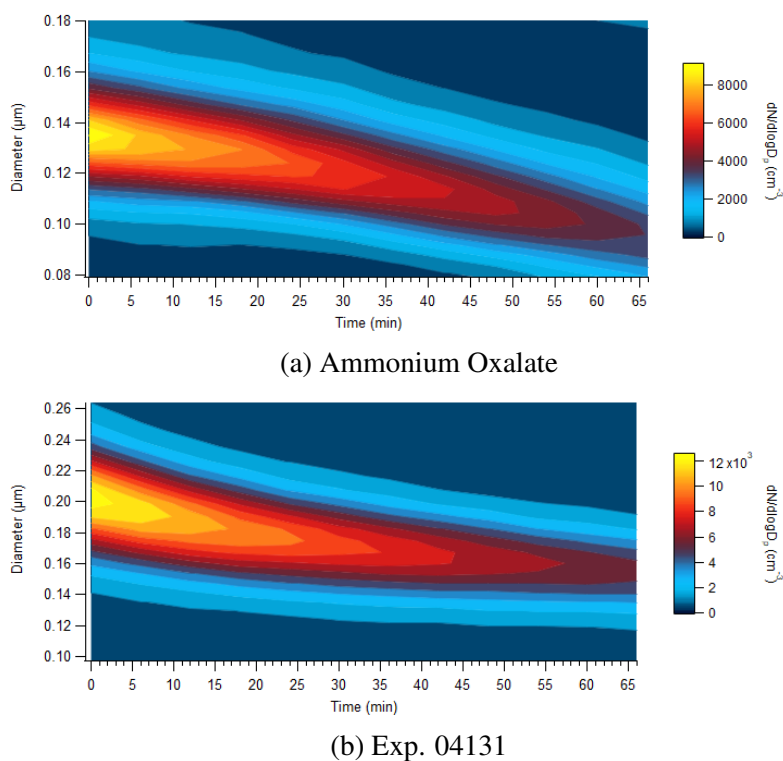 0.18
0.16
0.14
0.12
0.10
0.08
Diameter (µm)
0 5 10 15 20 25 30 35 40 45 50 55 60 65
Time (min)
8000
6000
4000
2000
0
dN/dlogDp (cm-3)
(a) Ammonium Oxalate
0.26
0.24
0.22
0.20
0.18
0.16
0.14
0.12
0.10
Diameter (µm)
0 5 10 15 20 25 30 35 40 45 50 55 60 65
Time (min)
12x10³
10
8
6
4
2
0
dN/dlogDp (cm-3)
(b) Exp. 04131